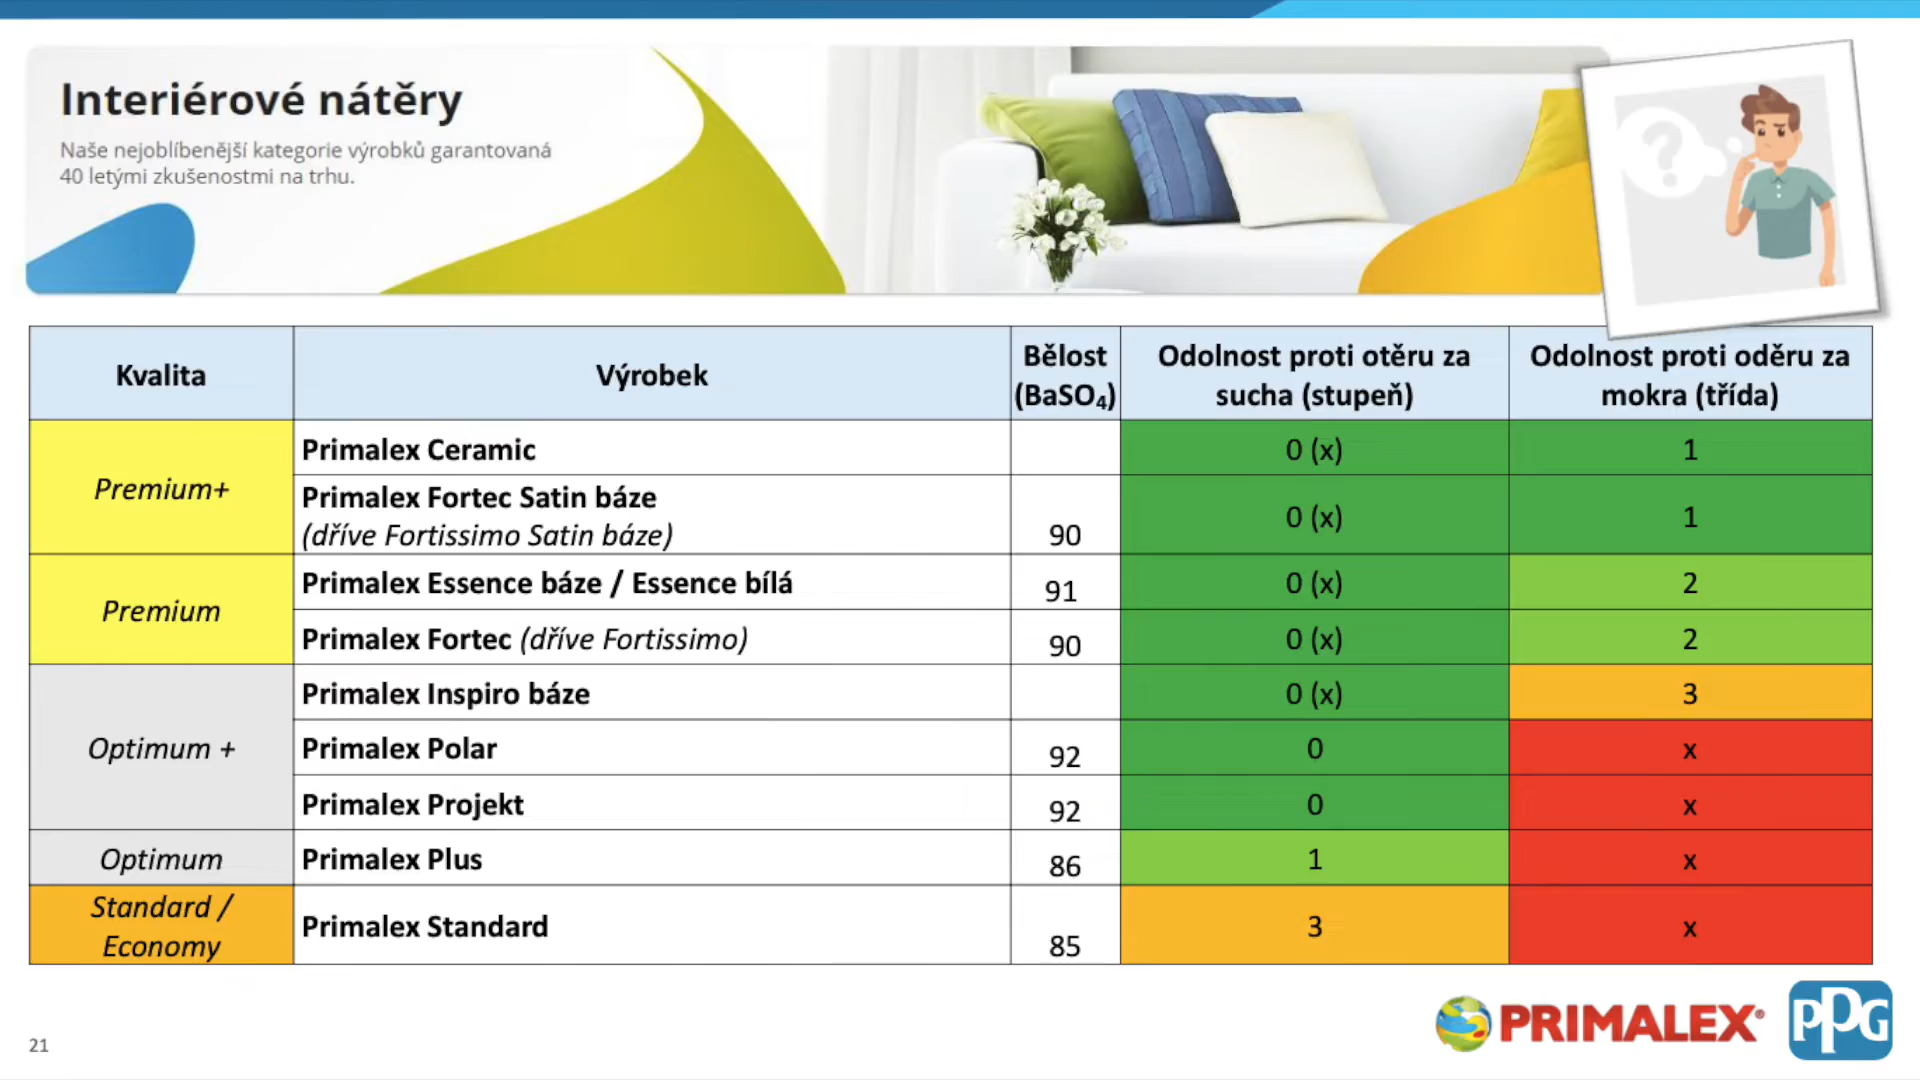 Interiérové nátěry
Naše nejoblíbenější kategorie výrobků garantovaná
40 letými zkušenostmi na trhu.
?
Kvalita Výrobek Bělost (BaSO₄) Odolnost proti otěru za sucha (stupeň) Odolnost proti oděru za mokra (třída)
Premium+
Primalex Ceramic 0 (x) 1
Primalex Fortec Satin báze
(dříve Fortissimo Satin báze) 90 0 (x) 1
Premium
Primalex Essence báze / Essence bílá 91 0 (x) 2
Primalex Fortec (dříve Fortissimo) 90 0 (x) 2
Optimum +
Primalex Inspiro báze 0 (x) 3
Primalex Polar 92 0 x
Primalex Projekt 92 0 x
Optimum Primalex Plus 86 1 x
Standard /
Economy
Primalex Standard 85 3 x
21
PRIMALEX®
PPG